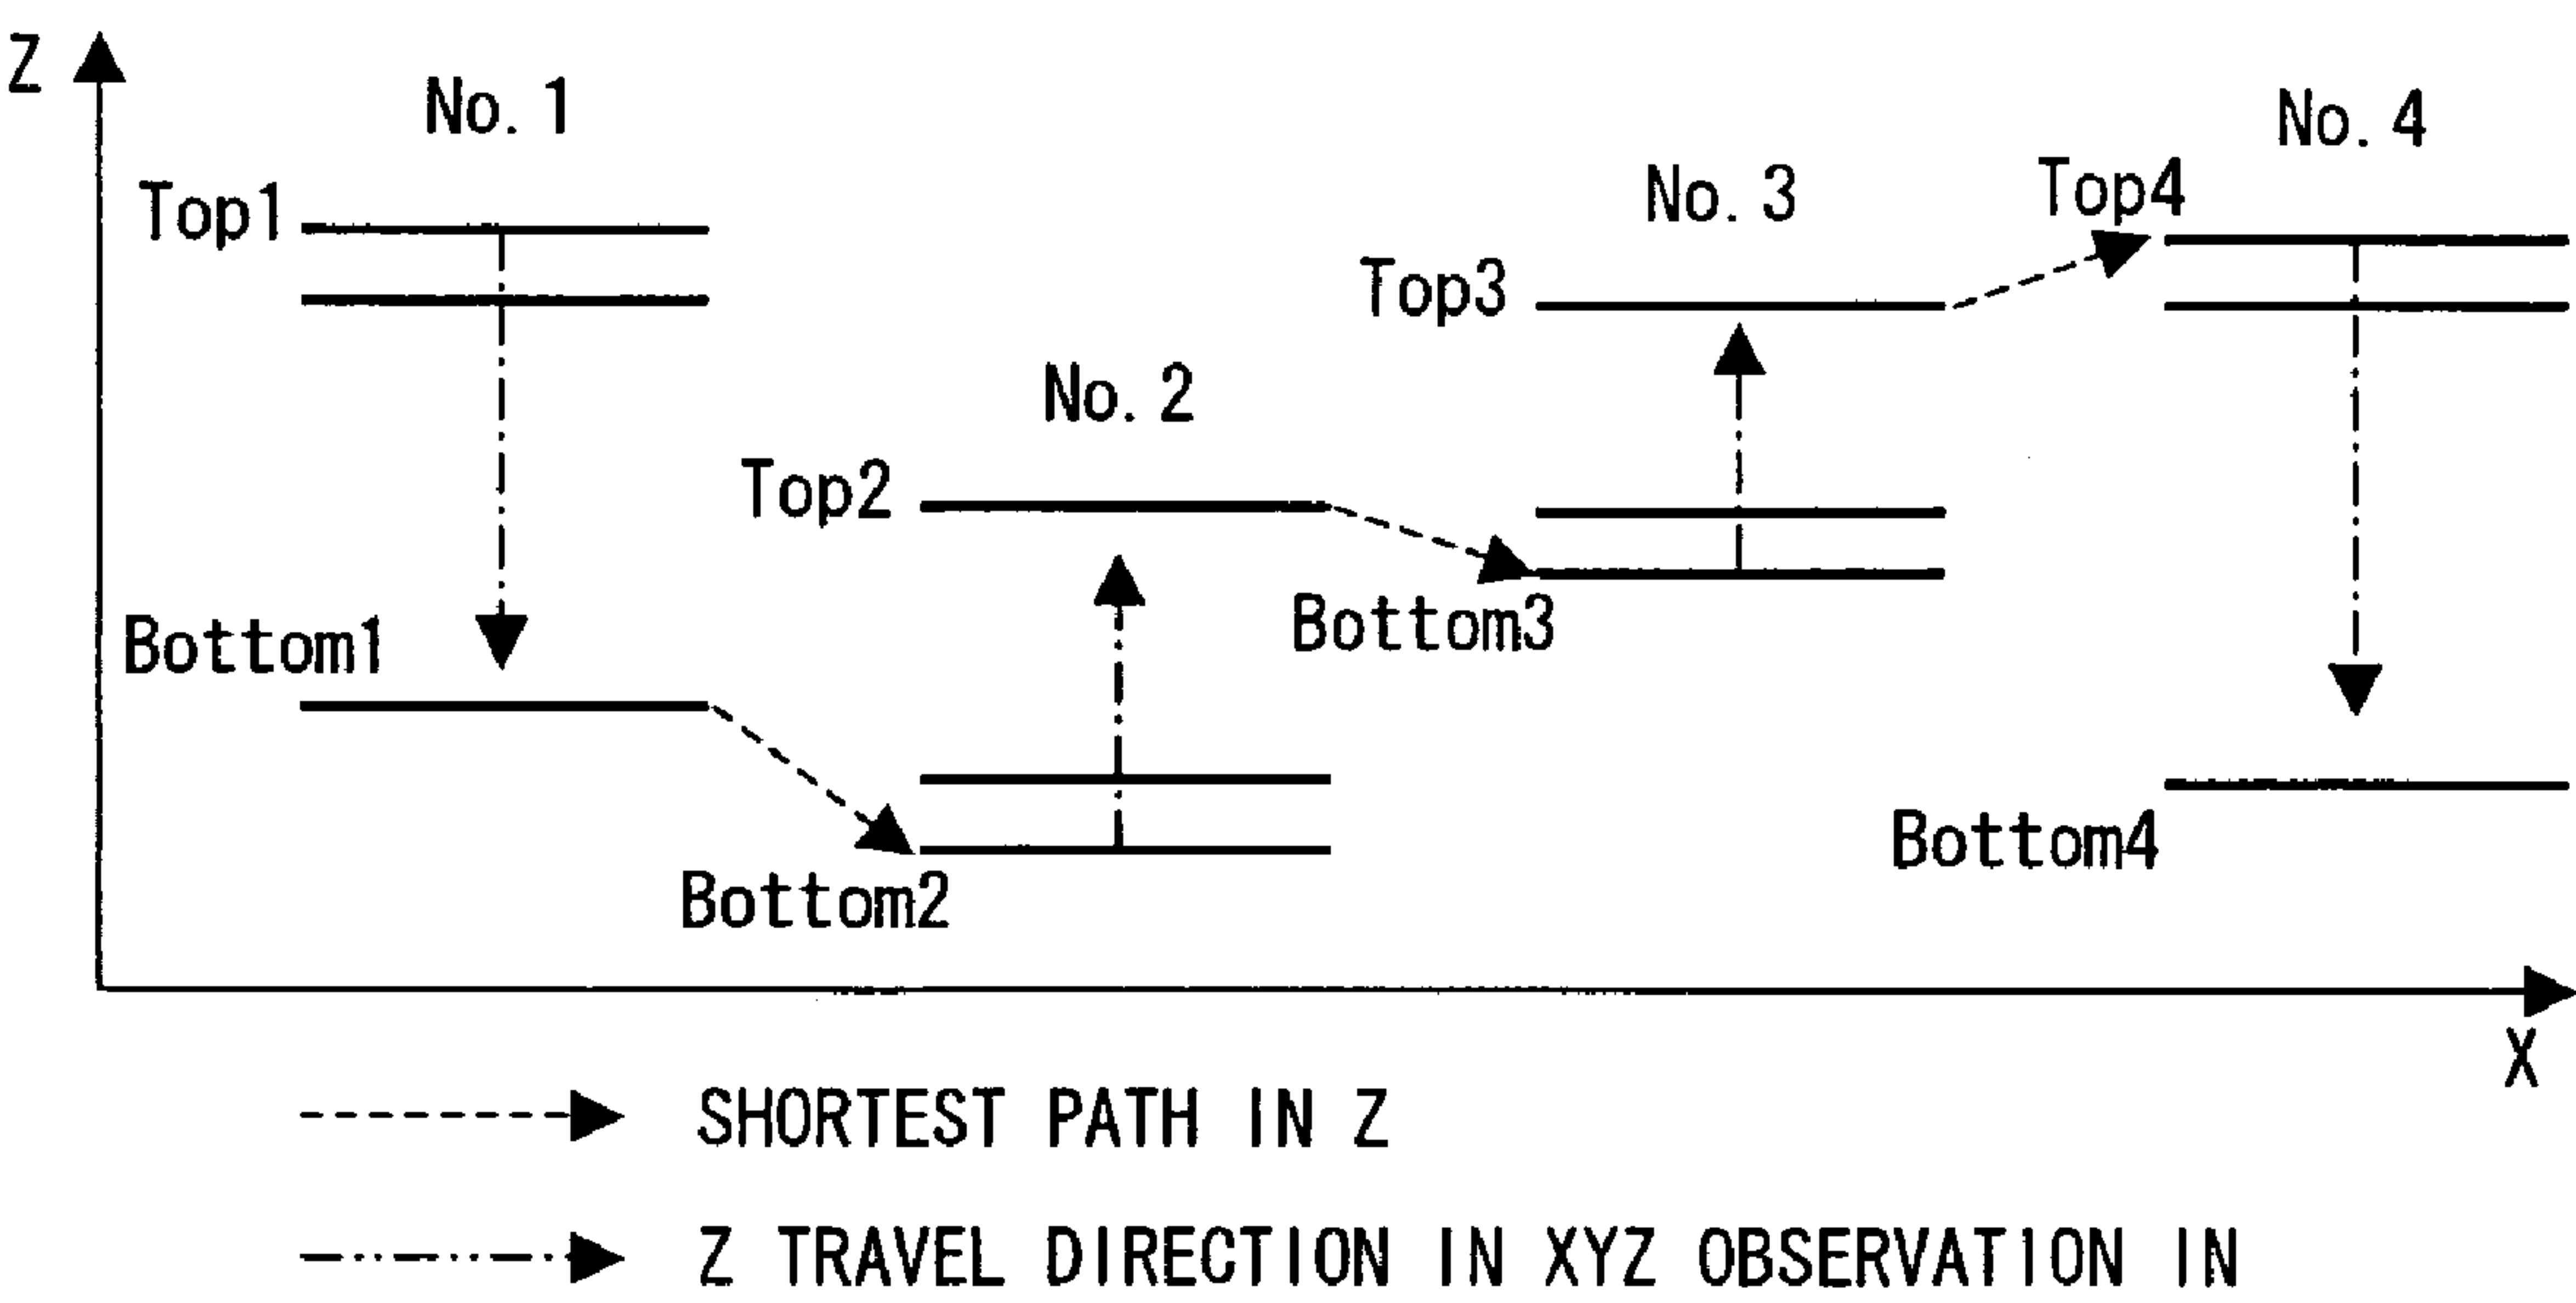 Z
No. 1
No. 4
Top1
No. 3
Top4
Top3
No. 2
Top2
Bottom1
Bottom3
Bottom4
Bottom2
X
SHORTEST PATH IN Z
Z TRAVEL DIRECTION IN XYZ OBSERVATION IN